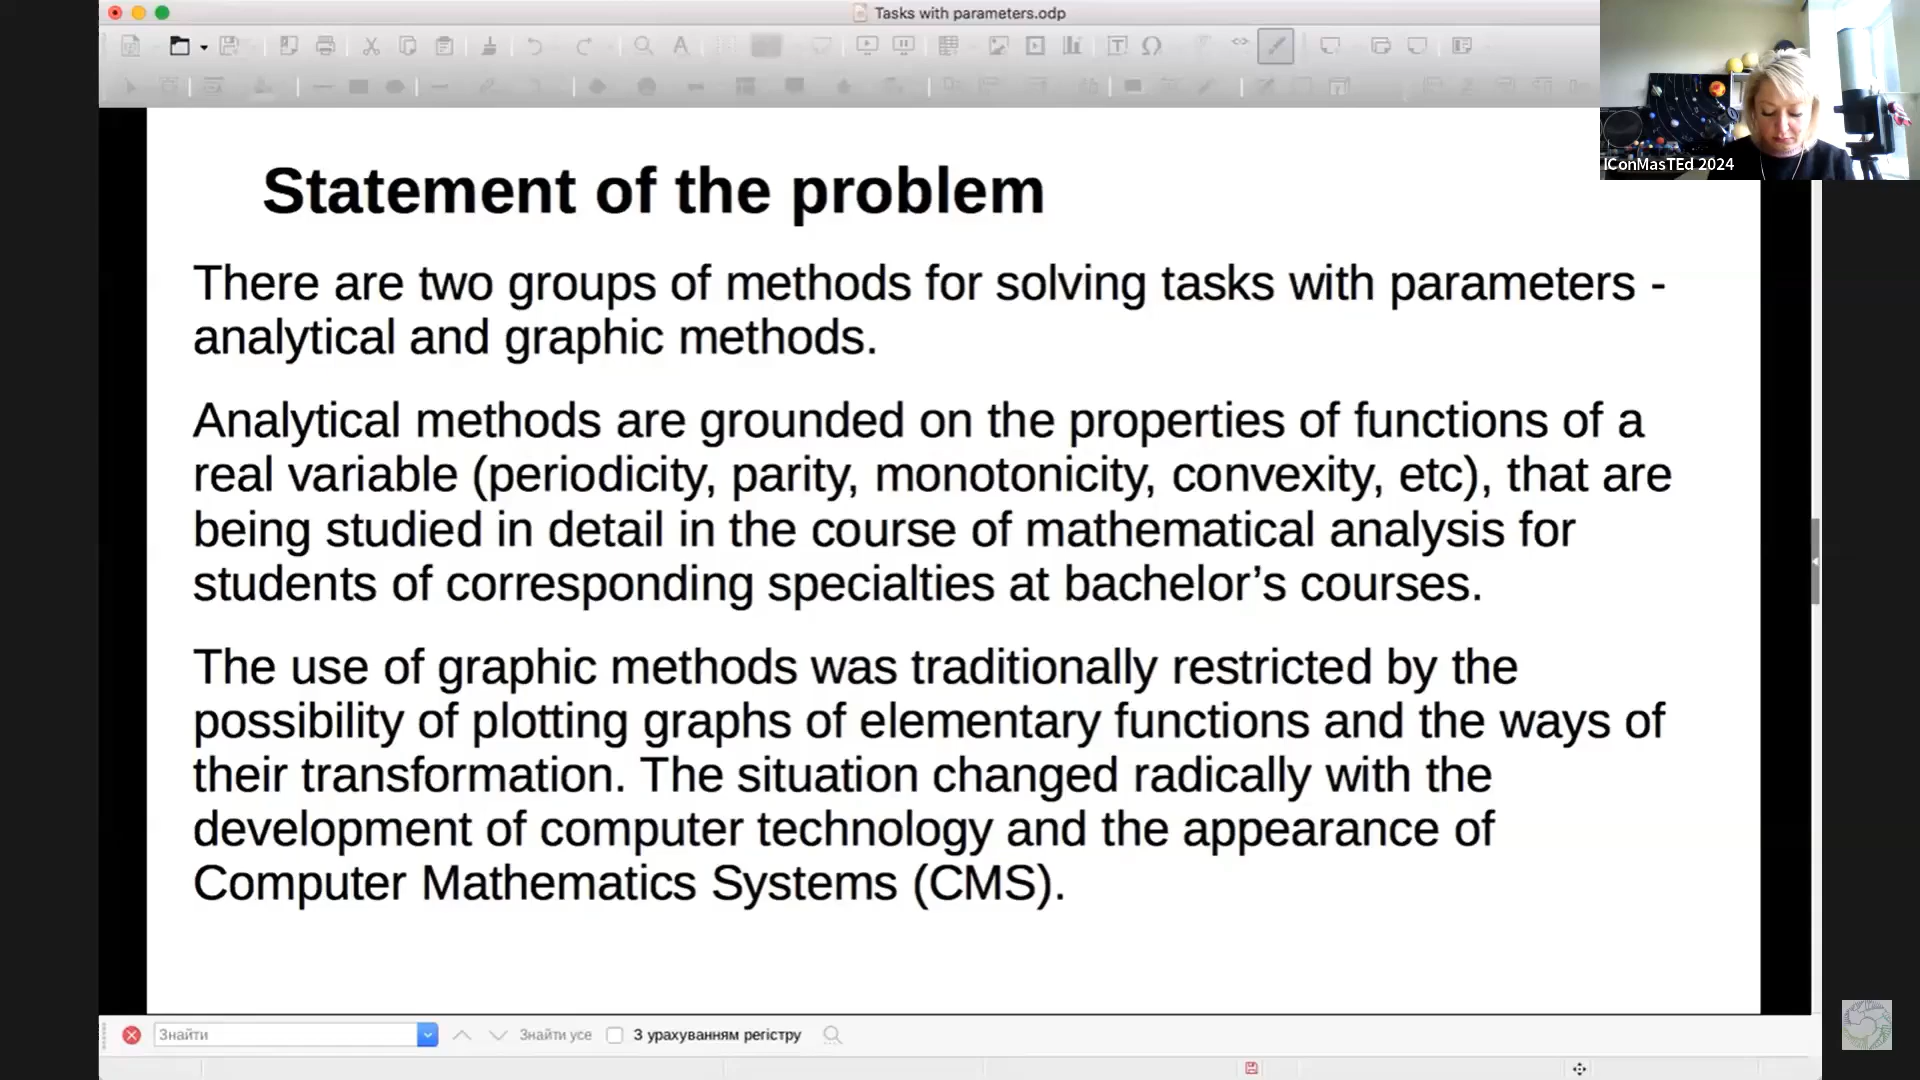 Tasks with parameters.odp
IConMasTEd 2024
Statement of the problem
There are two groups of methods for solving tasks with parameters -
analytical and graphic methods.
Analytical methods are grounded on the properties of functions of a
real variable (periodicity, parity, monotonicity, convexity, etc), that are
being studied in detail in the course of mathematical analysis for
students of corresponding specialties at bachelor’s courses.
The use of graphic methods was traditionally restricted by the
possibility of plotting graphs of elementary functions and the ways of
their transformation. The situation changed radically with the
development of computer technology and the appearance of
Computer Mathematics Systems (CMS).
Знайти
Знайти усе
З урахуванням регістру